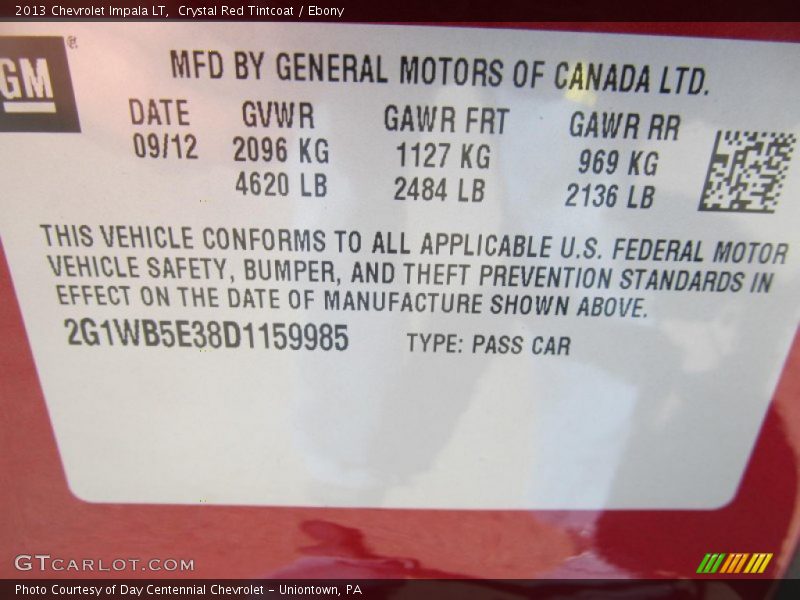 2013 Chevrolet Impala LT, Crystal Red Tintcoat / Ebony
GM®
MFD BY GENERAL MOTORS OF CANADA LTD.
DATE GVWR GAWR FRT GAWR RR
09/12 2096 KG 1127 KG 969 KG
4620 LB 2484 LB 2136 LB
THIS VEHICLE CONFORMS TO ALL APPLICABLE U.S. FEDERAL MOTOR
VEHICLE SAFETY, BUMPER, AND THEFT PREVENTION STANDARDS IN
EFFECT ON THE DATE OF MANUFACTURE SHOWN ABOVE.
2G1WB5E38D1159985 TYPE: PASS CAR
GTCARLOT.COM
Photo Courtesy of Day Centennial Chevrolet - Uniontown, PA